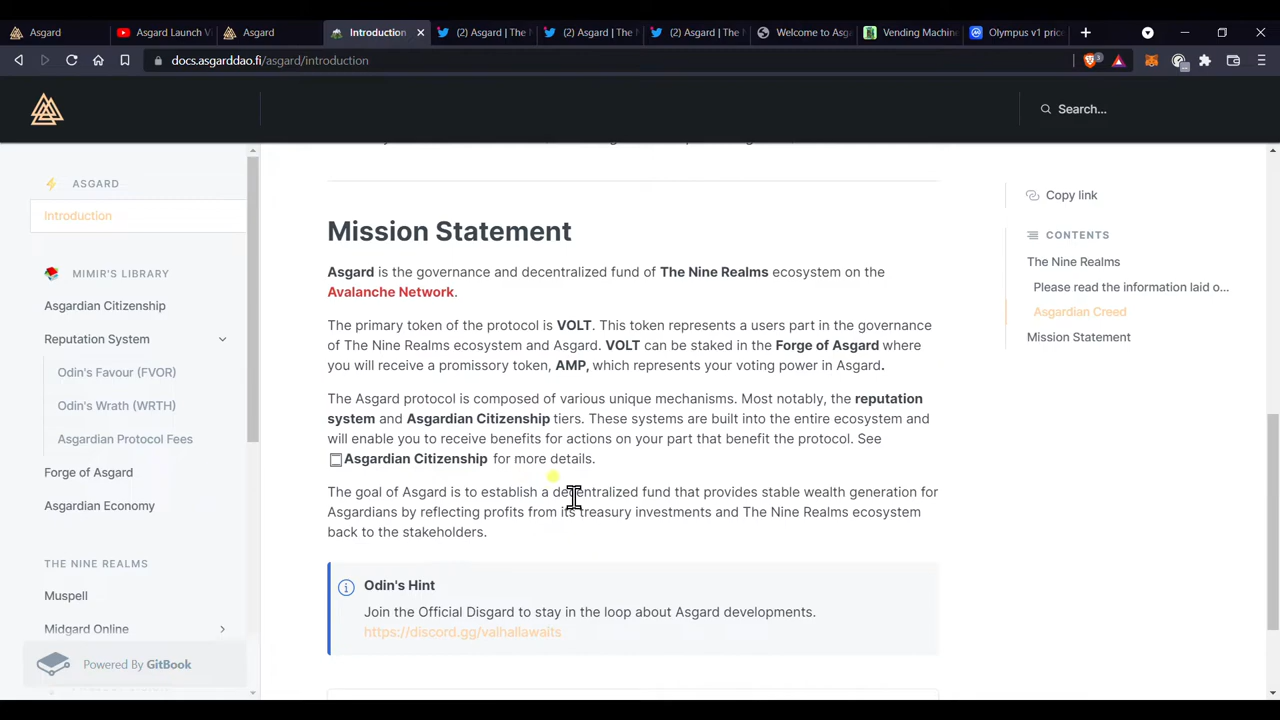 Asgard
Asgard Launch Vi
Asgard
Introduction
(2) Asgard | The N
(2) Asgard | The N
(2) Asgard | The N
Welcome to Asga
Vending Machin
Olympus v1 price
docs.asgarddao.fi/asgard/introduction
3
Search...
ASGARD
Introduction
MIMIR'S LIBRARY
Asgardian Citizenship
Reputation System
Odin's Favour (FVOR)
Odin's Wrath (WRTH)
Asgardian Protocol Fees
Forge of Asgard
Asgardian Economy
THE NINE REALMS
Muspell
Midgard Online
Powered By GitBook
Mission Statement
Asgard is the governance and decentralized fund of The Nine Realms ecosystem on the
Avalanche Network.
The primary token of the protocol is VOLT. This token represents a users part in the governance
of The Nine Realms ecosystem and Asgard. VOLT can be staked in the Forge of Asgard where
you will receive a promissory token, AMP, which represents your voting power in Asgard.
The Asgard protocol is composed of various unique mechanisms. Most notably, the reputation
system and Asgardian Citizenship tiers. These systems are built into the entire ecosystem and
will enable you to receive benefits for actions on your part that benefit the protocol. See
Asgardian Citizenship for more details.
The goal of Asgard is to establish a decentralized fund that provides stable wealth generation for
Asgardians by reflecting profits from its treasury investments and The Nine Realms ecosystem
back to the stakeholders.
Odin's Hint
Join the Official Disgard to stay in the loop about Asgard developments.
https://discord.gg/valhallawaits
Copy link
CONTENTS
The Nine Realms
Please read the information laid o...
Asgardian Creed
Mission Statement